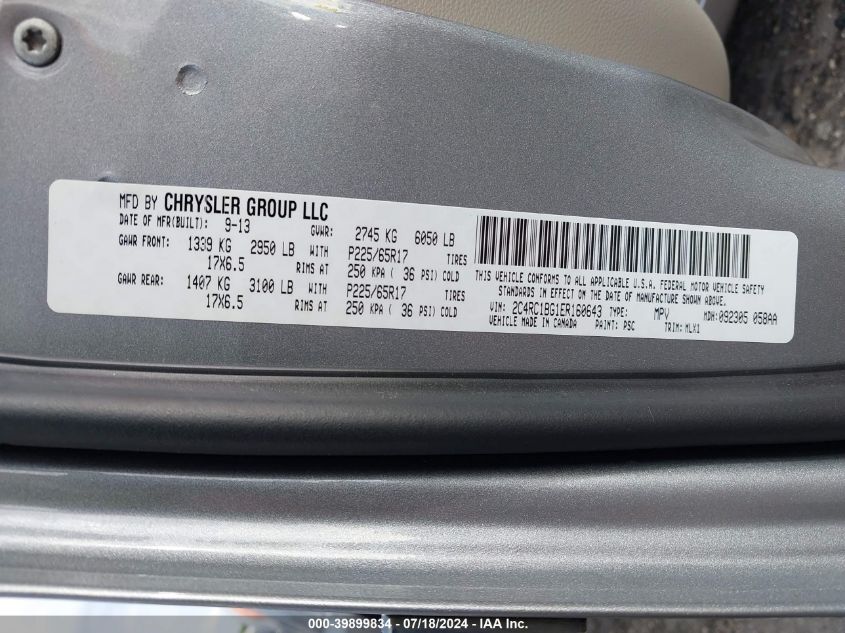 MFD BY CHRYSLER GROUP LLC
DATE OF MFR(BUILT): 9-13 GVWR: 2745 KG 6050 LB
GAWR FRONT: 1339 KG 2950 LB WITH P225/65R17 TIRES
17X6.5 RIMS AT 250 KPA ( 36 PSI) COLD
GAWR REAR: 1407 KG 3100 LB WITH P225/65R17 TIRES
17X6.5 RIMS AT 250 KPA ( 36 PSI) COLD
THIS VEHICLE CONFORMS TO ALL APPLICABLE U.S.A. FEDERAL MOTOR VEHICLE SAFETY
STANDARDS IN EFFECT ON THE DATE OF MANUFACTURE SHOWN ABOVE.
VIN: 2C4RC1BG1ER160643 TYPE: MPV MDH:092305 058AA
VEHICLE MADE IN CANADA PAINT: PSC TRIM: MLX1
000-39899834 - 07/18/2024 - IAA Inc.